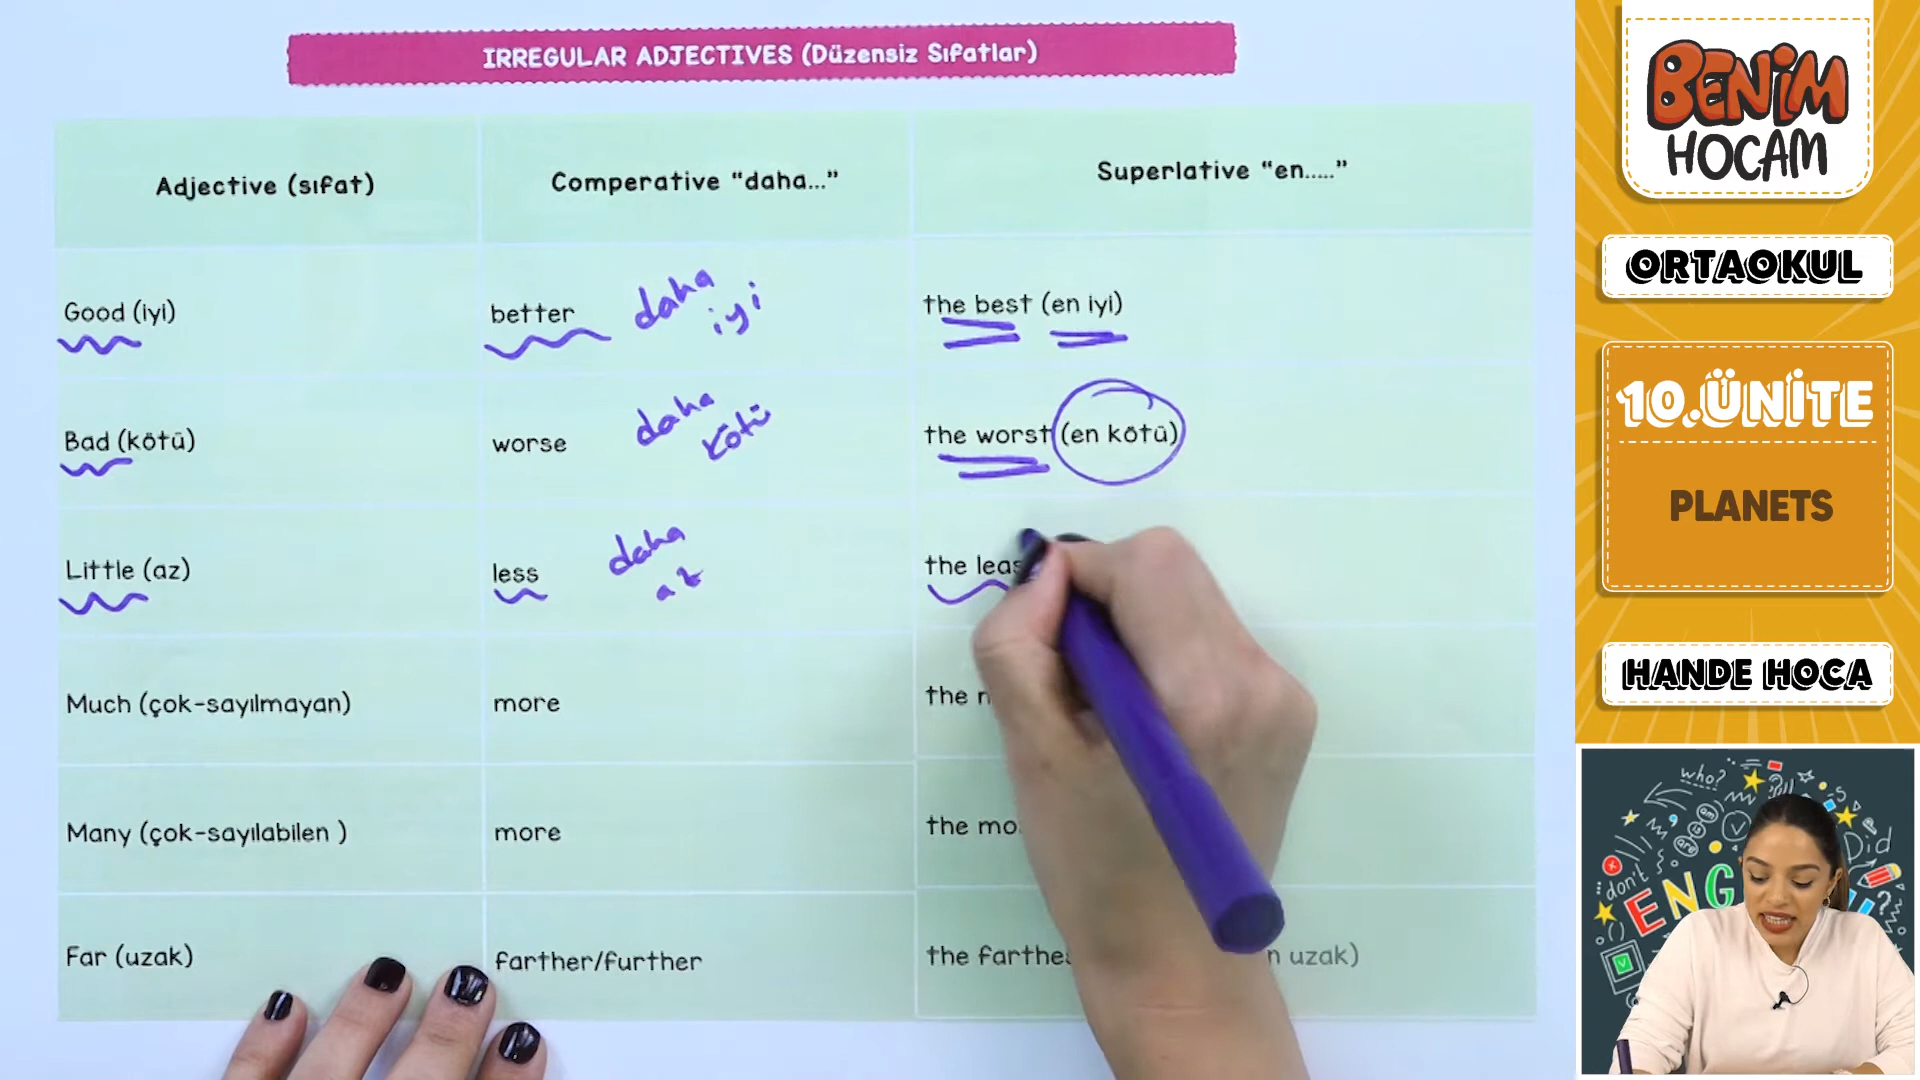 IRREGULAR ADJECTIVES (Düzensiz Sıfatlar)
Adjective (sıfat)
Comperative “daha...”
Superlative “en.....”
Good (iyi)
better
daha
iyi
the best (en iyi)
Bad (kötü)
worse
daha
kötü
the worst (en kötü)
Little (az)
less
daha
az
the
Much (çok-sayılmayan)
more
the
Many (çok-sayılabilen )
more
the
Far (uzak)
farther/further
the
uzak)
BENİM
HOCAM
ORTAOKUL
10.ÜNİTE
PLANETS
HANDE HOCA
who?
don't
Did
ENG